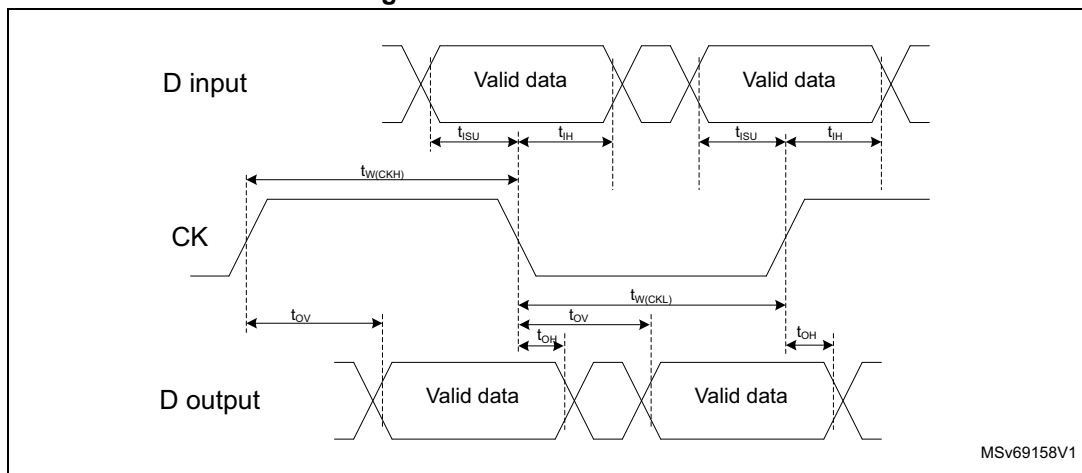 D input
Valid data
Valid data
tISU
tIH
tISU
tIH
tW(CKH)
CK
tW(CKL)
tOV
tOV
tOH
tOH
D output
Valid data
Valid data
MSv69158V1